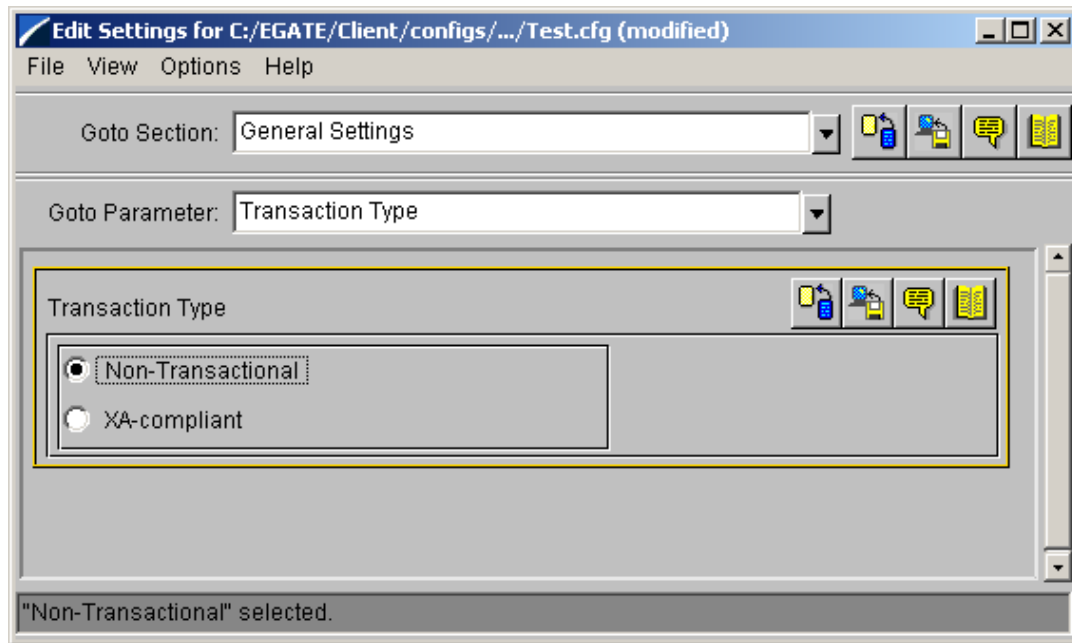 Edit Settings for C:/EGATE/Client/configs/.../Test.cfg (modified)
File View Options Help
Goto Section: General Settings
Goto Parameter: Transaction Type
Transaction Type
Non-Transactional
XA-compliant
"Non-Transactional" selected.